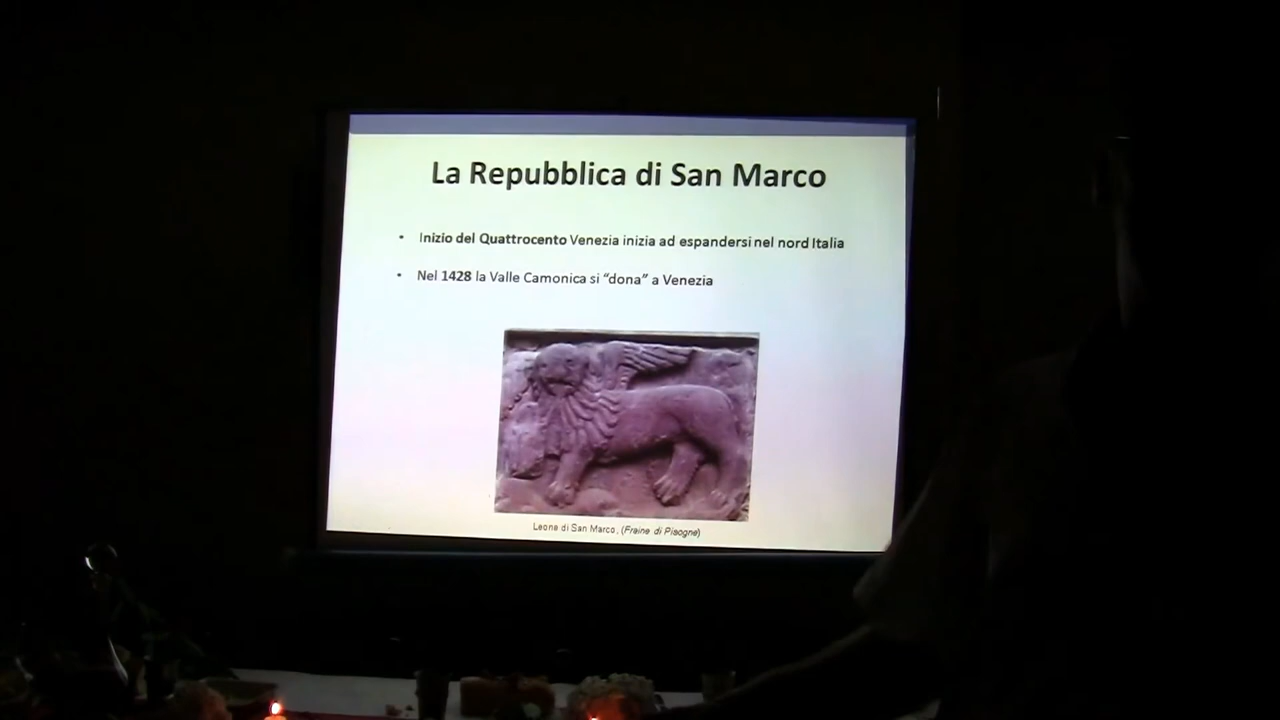 La Repubblica di San Marco
• Inizio del Quattrocento Venezia inizia ad espandersi nel nord Italia
• Nel 1428 la Valle Camonica si “dona” a Venezia
Leone di San Marco, (Fraine di Pisogne)